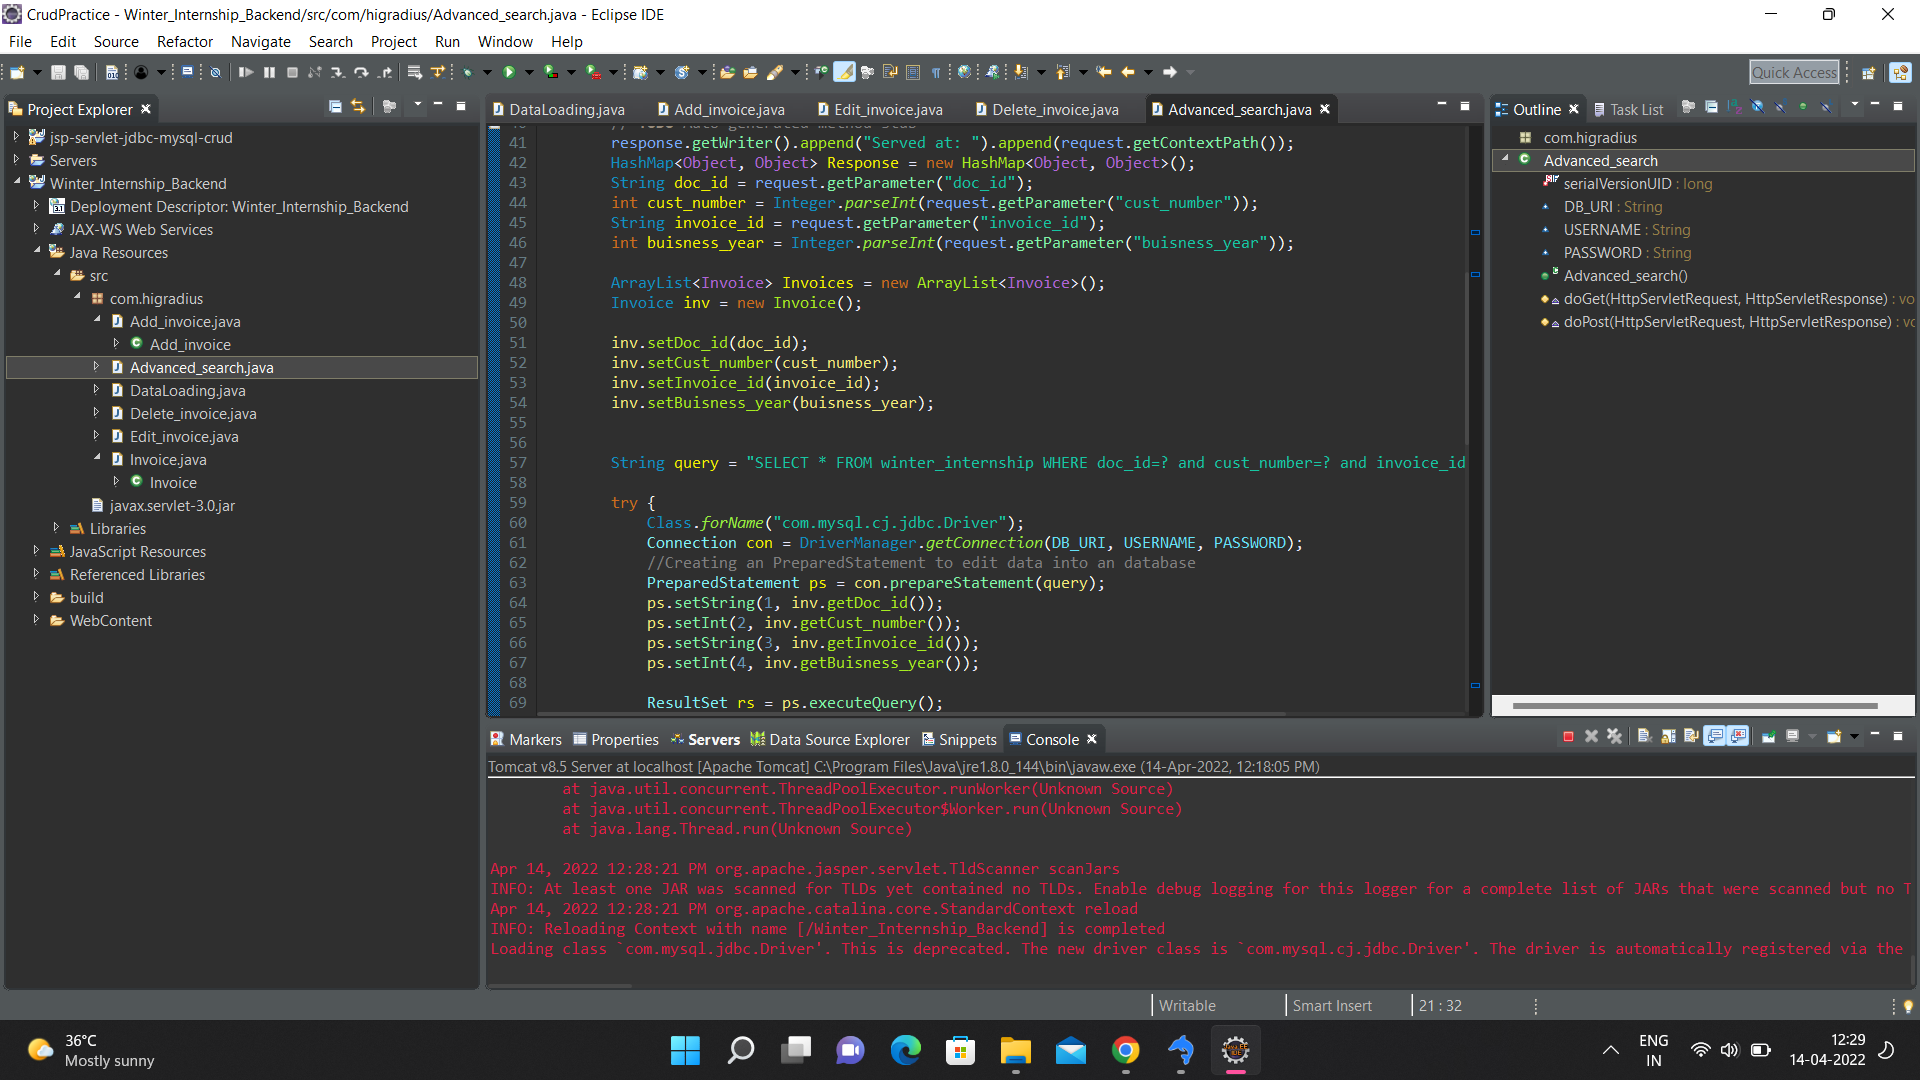 CrudPractice - Winter_Internship_Backend/src/com/higradius/Advanced_search.java - Eclipse IDE
File Edit Source Refactor Navigate Search Project Run Window Help
Quick Access
Project Explorer
jsp-servlet-jdbc-mysql-crud
Servers
Winter_Internship_Backend
Deployment Descriptor: Winter_Internship_Backend
JAX-WS Web Services
Java Resources
src
com.higradius
Add_invoice.java
Add_invoice
Advanced_search.java
DataLoading.java
Delete_invoice.java
Edit_invoice.java
Invoice.java
Invoice
javax.servlet-3.0.jar
Libraries
JavaScript Resources
Referenced Libraries
build
WebContent
DataLoading.java Add_invoice.java Edit_invoice.java Delete_invoice.java Advanced_search.java
41 response.getWriter().append("Served at: ").append(request.getContextPath());
42 HashMap<Object, Object> Response = new HashMap<Object, Object>();
43 String doc_id = request.getParameter("doc_id");
44 int cust_number = Integer.parseInt(request.getParameter("cust_number"));
45 String invoice_id = request.getParameter("invoice_id");
46 int buisness_year = Integer.parseInt(request.getParameter("buisness_year"));
47
48 ArrayList<Invoice> Invoices = new ArrayList<Invoice>();
49 Invoice inv = new Invoice();
50
51 inv.setDoc_id(doc_id);
52 inv.setCust_number(cust_number);
53 inv.setInvoice_id(invoice_id);
54 inv.setBuisness_year(buisness_year);
55
56
57 String query = "SELECT * FROM winter_internship WHERE doc_id=? and cust_number=? and invoice_id
58
59 try {
60 Class.forName("com.mysql.cj.jdbc.Driver");
61 Connection con = DriverManager.getConnection(DB_URI, USERNAME, PASSWORD);
62 //Creating an PreparedStatement to edit data into an database
63 PreparedStatement ps = con.prepareStatement(query);
64 ps.setString(1, inv.getDoc_id());
65 ps.setInt(2, inv.getCust_number());
66 ps.setString(3, inv.getInvoice_id());
67 ps.setInt(4, inv.getBuisness_year());
68
69 ResultSet rs = ps.executeQuery();
Outline Task List
com.higradius
Advanced_search
serialVersionUID : long
DB_URI : String
USERNAME : String
PASSWORD : String
Advanced_search()
doGet(HttpServletRequest, HttpServletResponse) : vo
doPost(HttpServletRequest, HttpServletResponse) : vo
Markers Properties Servers Data Source Explorer Snippets Console
Tomcat v8.5 Server at localhost [Apache Tomcat] C:\Program Files\Java\jre1.8.0_144\bin\javaw.exe (14-Apr-2022, 12:18:05 PM)
at java.util.concurrent.ThreadPoolExecutor.runWorker(Unknown Source)
at java.util.concurrent.ThreadPoolExecutor$Worker.run(Unknown Source)
at java.lang.Thread.run(Unknown Source)
Apr 14, 2022 12:28:21 PM org.apache.jasper.servlet.TldScanner scanJars
INFO: At least one JAR was scanned for TLDs yet contained no TLDs. Enable debug logging for this logger for a complete list of JARs that were scanned but no T
Apr 14, 2022 12:28:21 PM org.apache.catalina.core.StandardContext reload
INFO: Reloading Context with name [/Winter_Internship_Backend] is completed
Loading class `com.mysql.jdbc.Driver'. This is deprecated. The new driver class is `com.mysql.cj.jdbc.Driver'. The driver is automatically registered via the
Writable Smart Insert 21 : 32
36°C
Mostly sunny
ENG
IN
12:29
14-04-2022